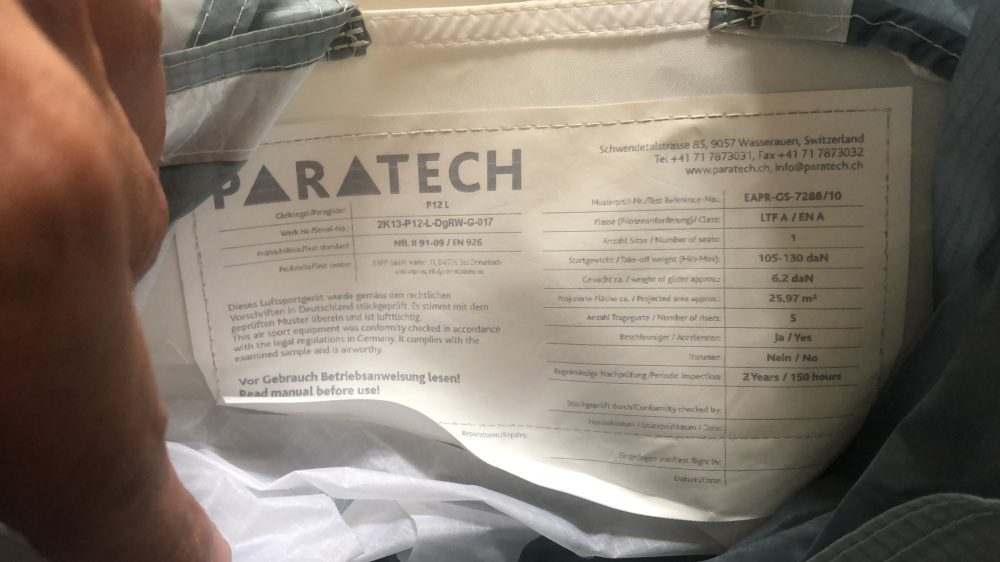 PARATECH
Schwendetalstrasse 85, 9057 Wasserauen, Switzerland
Tel +41 71 7873031, Fax +41 71 7873032
www.paratech.ch, info@paratech.ch
Gleitsegel/Paraglider: P12 L
Werk Nr./Serial-No.: 2K13-P12-L-DgRW-G-017
/Test standard: NfL II 91-09 / EN 926
Prüfstelle/Test center:
Dieses Luftsportgerät wurde gemäss den rechtlichen
Vorschriften in Deutschland stückgeprüft. Es stimmt mit dem
geprüften Muster überein und ist lufttüchtig.
This air sport equipment was conformity checked in accordance
with the legal regulations in Germany. It complies with the
examined sample and is airworthy.
Vor Gebrauch Betriebsanweisung lesen!
Read manual before use!
Musterprüf-Nr./Test Reference-No.: EAPR-GS-7288/10
Klasse (Pilotenanforderung)/ Class: LTF A / EN A
Anzahl Sitze / Number of seats: 1
Startgewicht / Take-off weight (Min-Max): 105-130 daN
Gewicht ca. / weight of glider approx.: 6,2 daN
Projizierte Fläche ca. / Projected area approx.: 25.97 m²
Anzahl Tragegurte / Number of risers: 5
Beschleuniger / Accelerator: Ja / Yes
Trimmer: Nein / No
Regelmässige Nachprüfung /Periodic Inspection: 2 Years / 150 hours
Stückgeprüft durch/Conformity checked by:
Herstelldatum / Stückprüfdatum / Date:
Reparaturen/Repairs:
Eingeflogen von/First flight by:
Datum/Date: